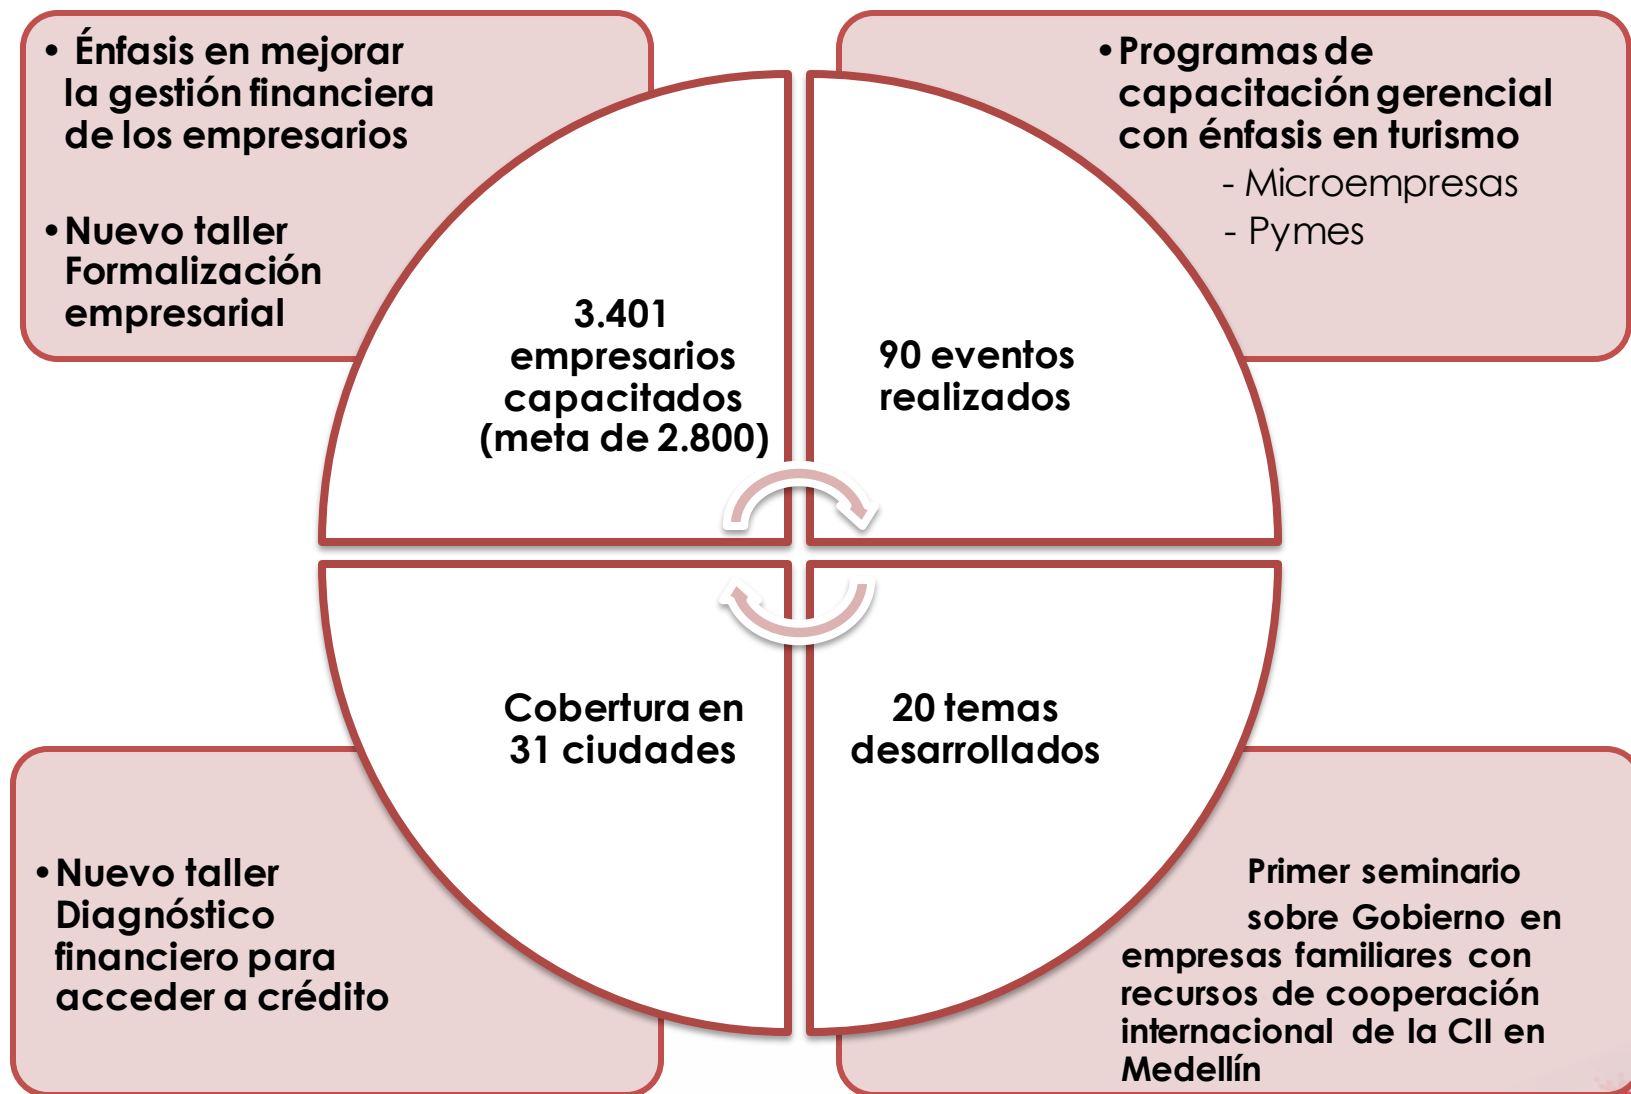 • Énfasis en mejorar
la gestión financiera
de los empresarios
• Nuevo taller
Formalización
empresarial
• Programas de
capacitación gerencial
con énfasis en turismo
- Microempresas
- Pymes
3.401
empresarios
capacitados
(meta de 2.800)
90 eventos
realizados
Cobertura en
31 ciudades
20 temas
desarrollados
• Nuevo taller
Diagnóstico
financiero para
acceder a crédito
Primer seminario
sobre Gobierno en
empresas familiares con
recursos de cooperación
internacional de la CII en
Medellín